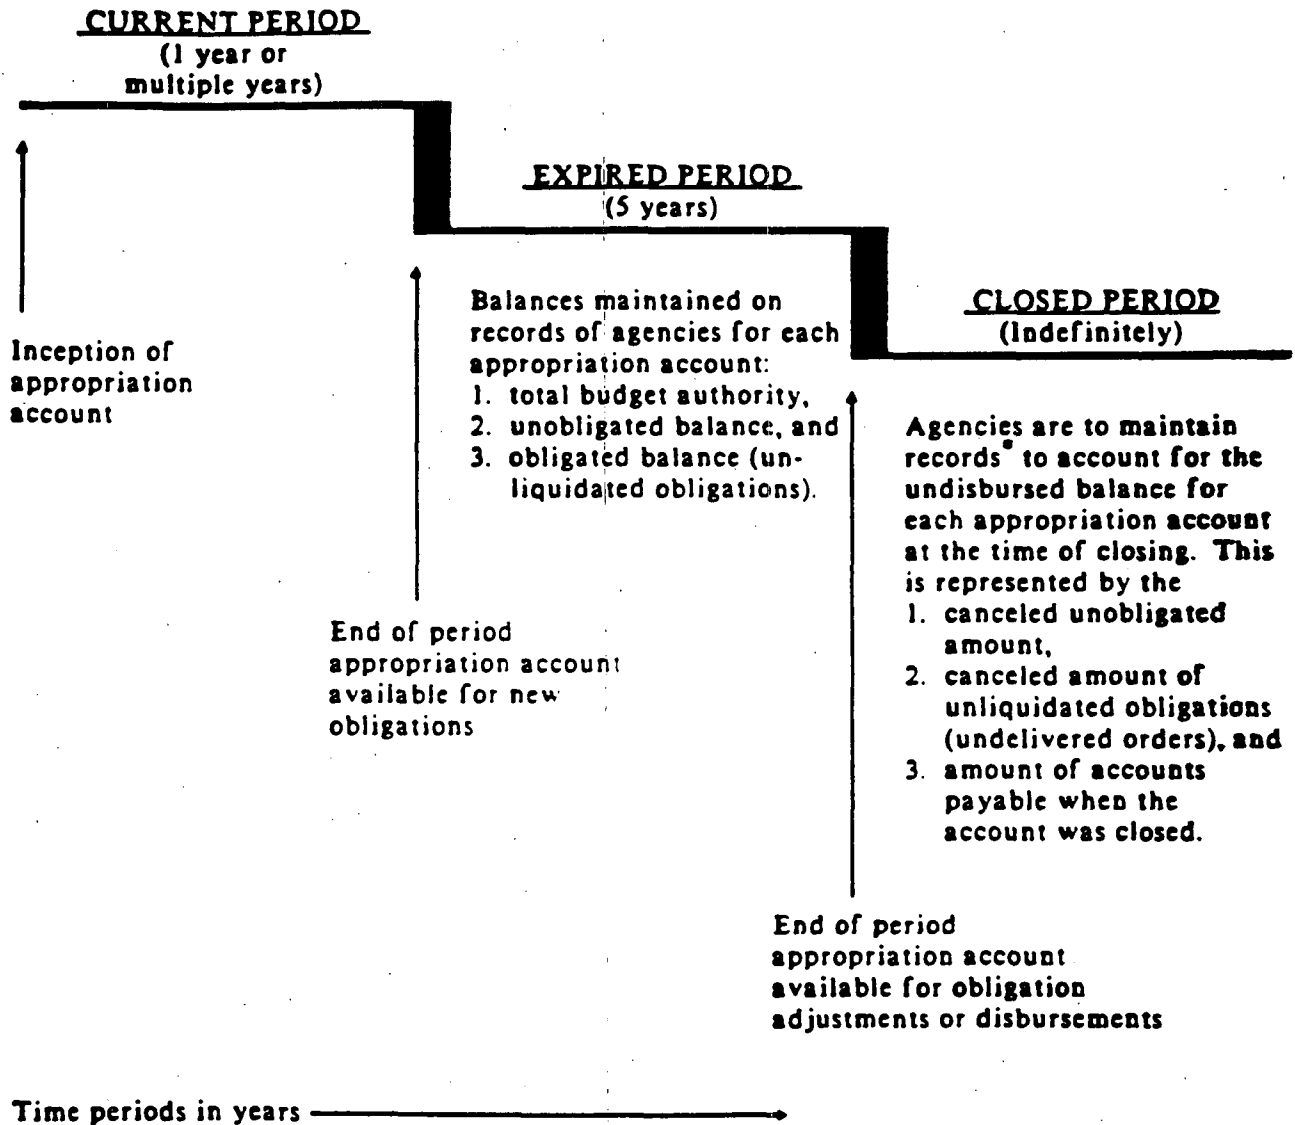 CURRENT PERIOD
(1 year or
multiple years)
EXPIRED PERIOD
(5 years)
CLOSED PERIOD
(Indefinitely)
Inception of
appropriation
account
Balances maintained on
records of agencies for each
appropriation account:
1. total budget authority,
2. unobligated balance, and
3. obligated balance (un-
liquidated obligations).
End of period
appropriation account
available for new
obligations
Agencies are to maintain
records* to account for the
undisbursed balance for
each appropriation account
at the time of closing. This
is represented by the
1. canceled unobligated
amount,
2. canceled amount of
unliquidated obligations
(undelivered orders), and
3. amount of accounts
payable when the
account was closed.
End of period
appropriation account
available for obligation
adjustments or disbursements
Time periods in years